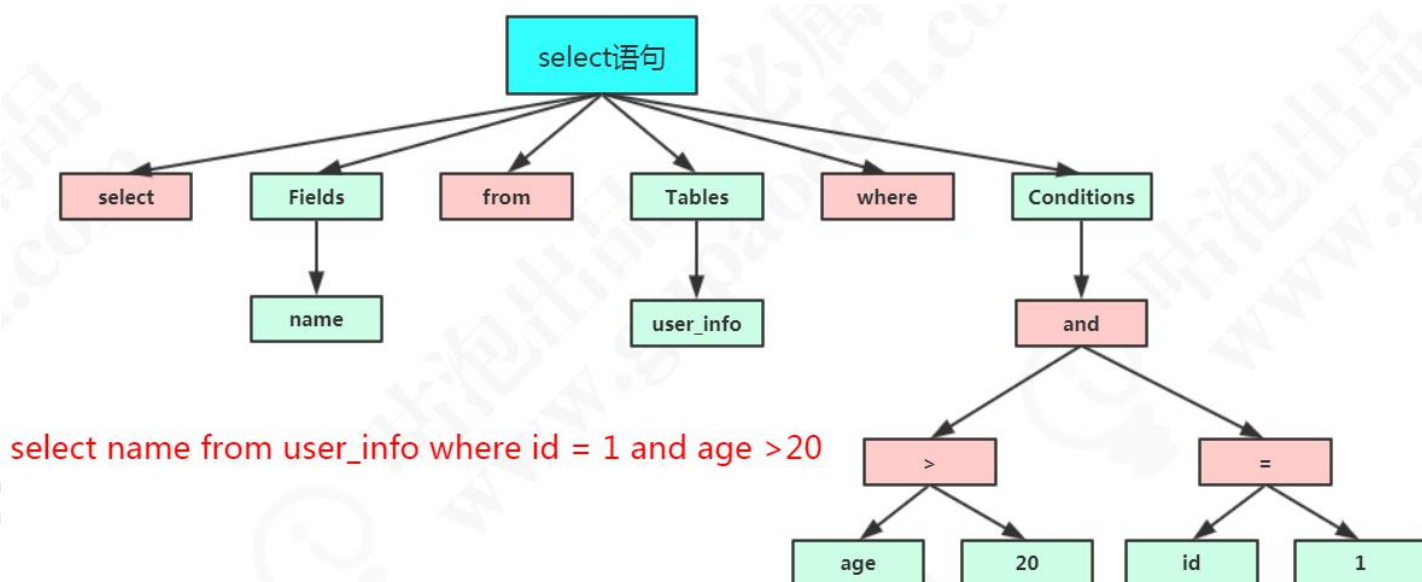 select语句
select
Fields
from
Tables
where
Conditions
name
user_info
and
select name from user_info where id = 1 and age >20
>
=
age
20
id
1